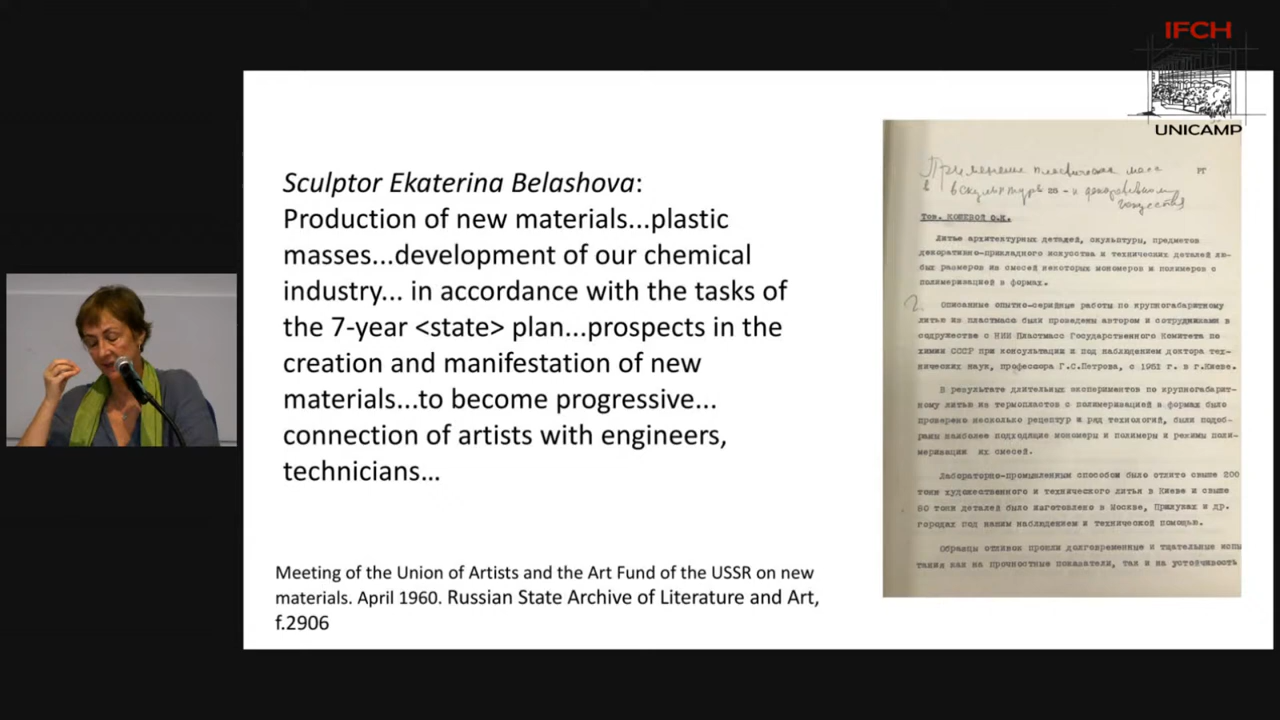 IFCH
UNICAMP
Sculptor Ekaterina Belashova:
Production of new materials...plastic
masses...development of our chemical
industry... in accordance with the tasks of
the 7-year <state> plan...prospects in the
creation and manifestation of new
materials...to become progressive...
connection of artists with engineers,
technicians…
Meeting of the Union of Artists and the Art Fund of the USSR on new
materials. April 1960. Russian State Archive of Literature and Art,
f.2906
Применение пластических масс
в скульптуре и декоративном
искусстве
Тов. КОШЕВОЙ О.К.
Литье архитектурных деталей, скульптуры, предметов
декоративно-прикладного искусства и технических деталей лю-
бых размеров из смесей некоторых мономеров и полимеров с
полимеризацией в формах.
Описанные опытно-серийные работы по крупногабаритному
литью из пластмасс были проведены автором и сотрудниками в
содружестве с НИИ Пластмасс Государственного Комитета по
химии СССР при консультации и под наблюдением доктора тех-
нических наук, профессора Г.С.Петрова, с 1951 г. в г.Киеве.
В результате длительных экспериментов по крупногабарит-
ному литью из термопластов с полимеризацией в формах было
проверено несколько рецептур и ряд технологий, были подоб-
раны наиболее подходящие мономеры и полимеры и режимы поли-
меризации их смесей.
Лабораторно-промышленным способом было отлито свыше 200
тонн художественного и технического литья в Киеве и свыше
50 тонн деталей было изготовлено в Москве, Прилуках и др.
городах под нашим наблюдением и технической помощью.
Образцы отливок прошли долговременные и тщательные испы
тания как на прочностные показатели, так и на устойчивость